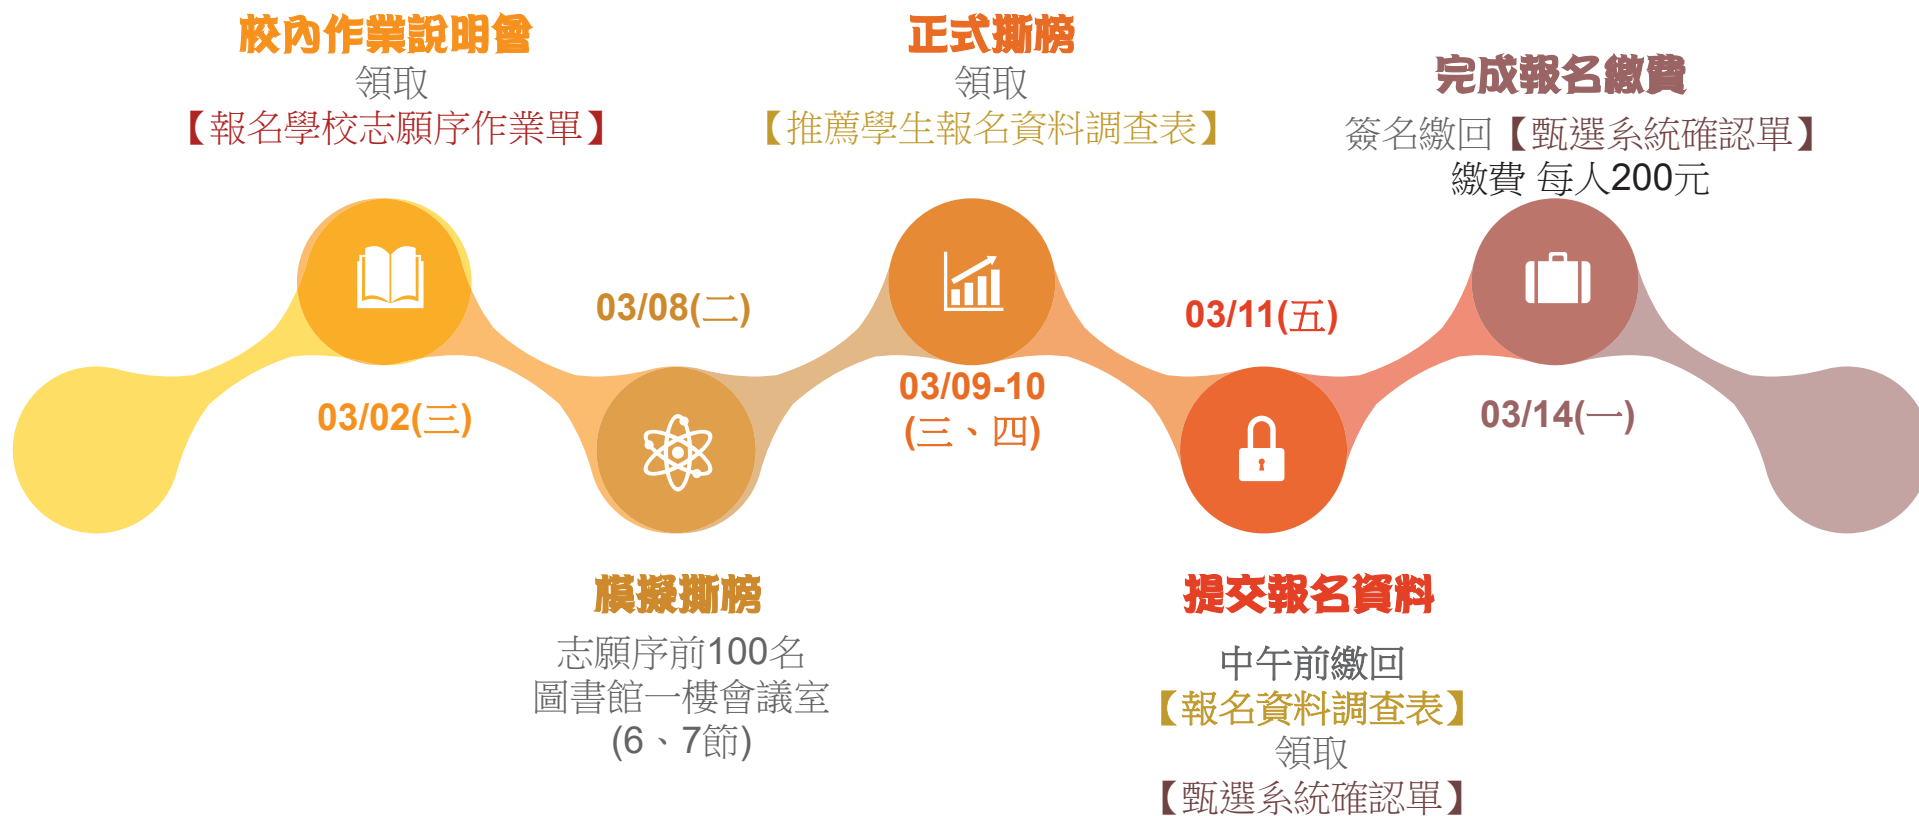 校內作業說明會
領取
【報名學校志願序作業單】
03/02(三)
03/08(二)
模擬撕榜
志願序前100名
圖書館一樓會議室
(6、7節)
正式撕榜
領取
【推薦學生報名資料調查表】
03/09-10
(三、四)
03/11(五)
提交報名資料
中午前繳回
【報名資料調查表】
領取
【甄選系統確認單】
完成報名繳費
簽名繳回【甄選系統確認單】
繳費 每人200元
03/14(一)